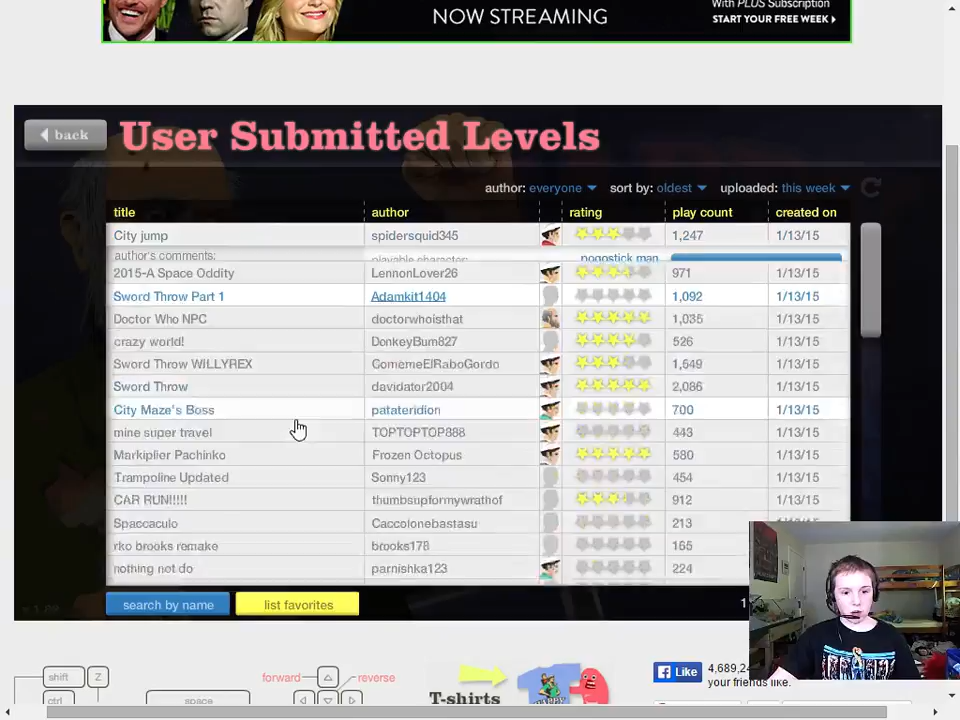 NOW STREAMING
With PLUS Subscription
START YOUR FREE WEEK
back
User Submitted Levels
author: everyone sort by: oldest uploaded: this week
title author rating play count created on
City jump spidersquid345 1,247 1/13/15
author's comments: playable character: pogostick man
2015-A Space Oddity LennonLover26 971 1/13/15
Sword Throw Part 1 Adamkit1404 1,092 1/13/15
Doctor Who NPC doctorwhoisthat 1,035 1/13/15
crazy world! DonkeyBum827 526 1/13/15
Sword Throw WILLYREX GomemeElRaboGordo 1,549 1/13/15
Sword Throw davidator2004 2,086 1/13/15
City Maze's Boss patateridion 700 1/13/15
mine super travel TOPTOPTOP888 443 1/13/15
Markiplier Pachinko Frozen Octopus 580 1/13/15
Trampoline Updated Sonny123 454 1/13/15
CAR RUN!!!!! thumbsupformywrathof 912 1/13/15
Spaccaculo Caccolonebastasu 213
rko brooks remake brooks178 165
nothing not do parnishka123 224
search by name list favorites 1
shift Z forward reverse
ctrl space
T-shirts
Like
your friends like.